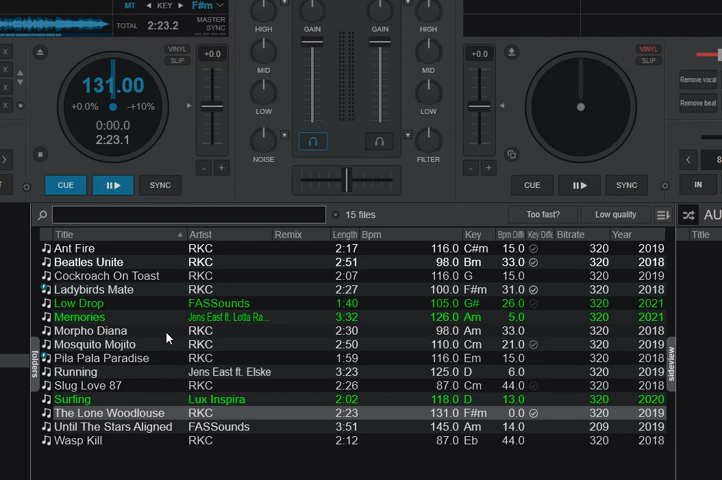 MT KEY F#m
TOTAL 2:23.2 MASTER SYNC
HIGH GAIN GAIN HIGH
VINYL +0.0 +0.0 VINYL
SLIP SLIP
MID MID
131.00
+0.0% -+10%
0:00.0
2:23.1
LOW LOW
Remove vocal
Remove beat
NOISE FILTER
- + - +
CUE SYNC CUE SYNC IN
15 files Too fast? Low quality AU
Title Artist Remix Length Bpm Key Bpm Diffe Key Diffe Bitrate Year Title
Ant Fire RKC 2:17 116.0 C#m 15.0 320 2019
Beatles Unite RKC 2:51 98.0 Bm 33.0 320 2018
Cockroach On Toast RKC 2:07 116.0 G 15.0 320 2019
Ladybirds Mate RKC 2:27 100.0 F#m 31.0 320 2018
Low Drop FASSounds 1:40 105.0 G# 26.0 320 2021
Memories Jens East ft. Lotta Ra... 3:32 126.0 Am 5.0 320 2021
Morpho Diana RKC 2:30 98.0 Am 33.0 320 2018
Mosquito Mojito RKC 2:50 110.0 Cm 21.0 320 2019
Pila Pala Paradise RKC 1:59 116.0 Em 15.0 320 2018
Running Jens East ft. Elske 3:23 125.0 D 6.0 320 2019
Slug Love 87 RKC 2:26 87.0 Cm 44.0 320 2018
Surfing Lux Inspira 2:02 118.0 D 13.0 320 2020
The Lone Woodlouse RKC 2:23 131.0 F#m 0.0 320 2019
Until The Stars Aligned FASSounds 3:51 145.0 Am 14.0 209 2019
Wasp Kill RKC 2:12 87.0 Eb 44.0 320 2018
folders
sideview